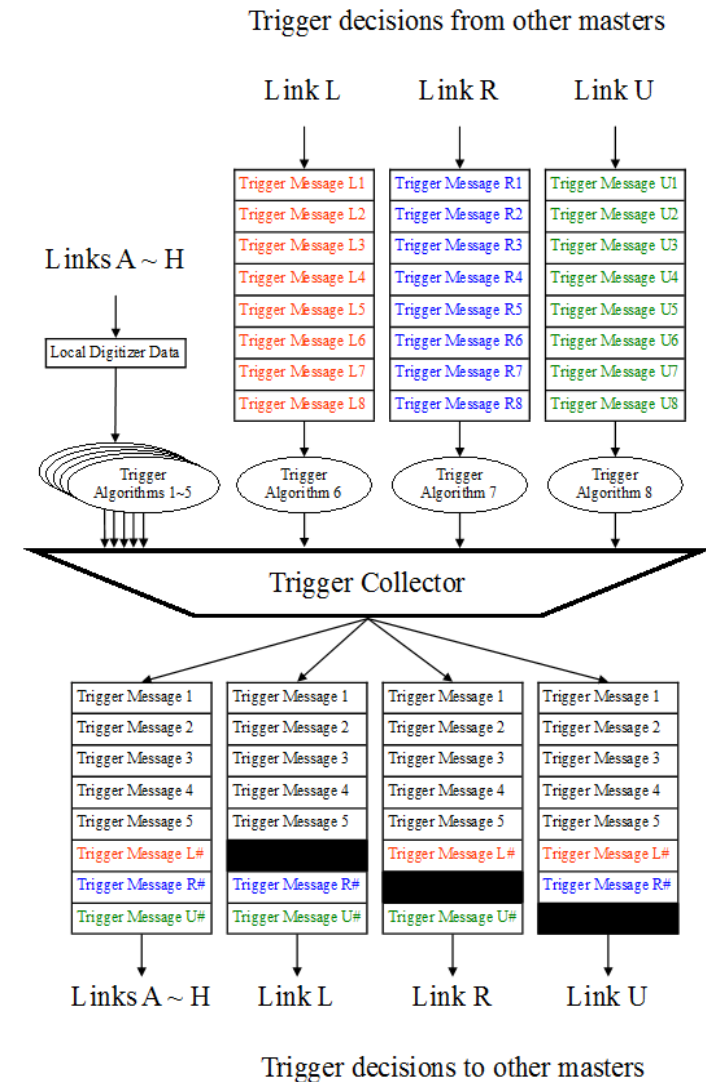 Trigger decisions from other masters
Link L
Link R
Link U
Trigger Message L1
Trigger Message L2
Trigger Message L3
Trigger Message L4
Trigger Message L5
Trigger Message L6
Trigger Message L7
Trigger Message L8
Trigger Message R1
Trigger Message R2
Trigger Message R3
Trigger Message R4
Trigger Message R5
Trigger Message R6
Trigger Message R7
Trigger Message R8
Trigger Message U1
Trigger Message U2
Trigger Message U3
Trigger Message U4
Trigger Message U5
Trigger Message U6
Trigger Message U7
Trigger Message U8
Links A ~ H
Local Digitizer Data
Trigger
Algorithms 1~5
Trigger
Algorithm 6
Trigger
Algorithm 7
Trigger
Algorithm 8
Trigger Collector
Trigger Message 1
Trigger Message 2
Trigger Message 3
Trigger Message 4
Trigger Message 5
Trigger Message L#
Trigger Message R#
Trigger Message U#
Trigger Message 1
Trigger Message 2
Trigger Message 3
Trigger Message 4
Trigger Message 5
Trigger Message R#
Trigger Message U#
Trigger Message 1
Trigger Message 2
Trigger Message 3
Trigger Message 4
Trigger Message 5
Trigger Message L#
Trigger Message U#
Trigger Message 1
Trigger Message 2
Trigger Message 3
Trigger Message 4
Trigger Message 5
Trigger Message L#
Trigger Message R#
Links A ~ H
Link L
Link R
Link U
Trigger decisions to other masters